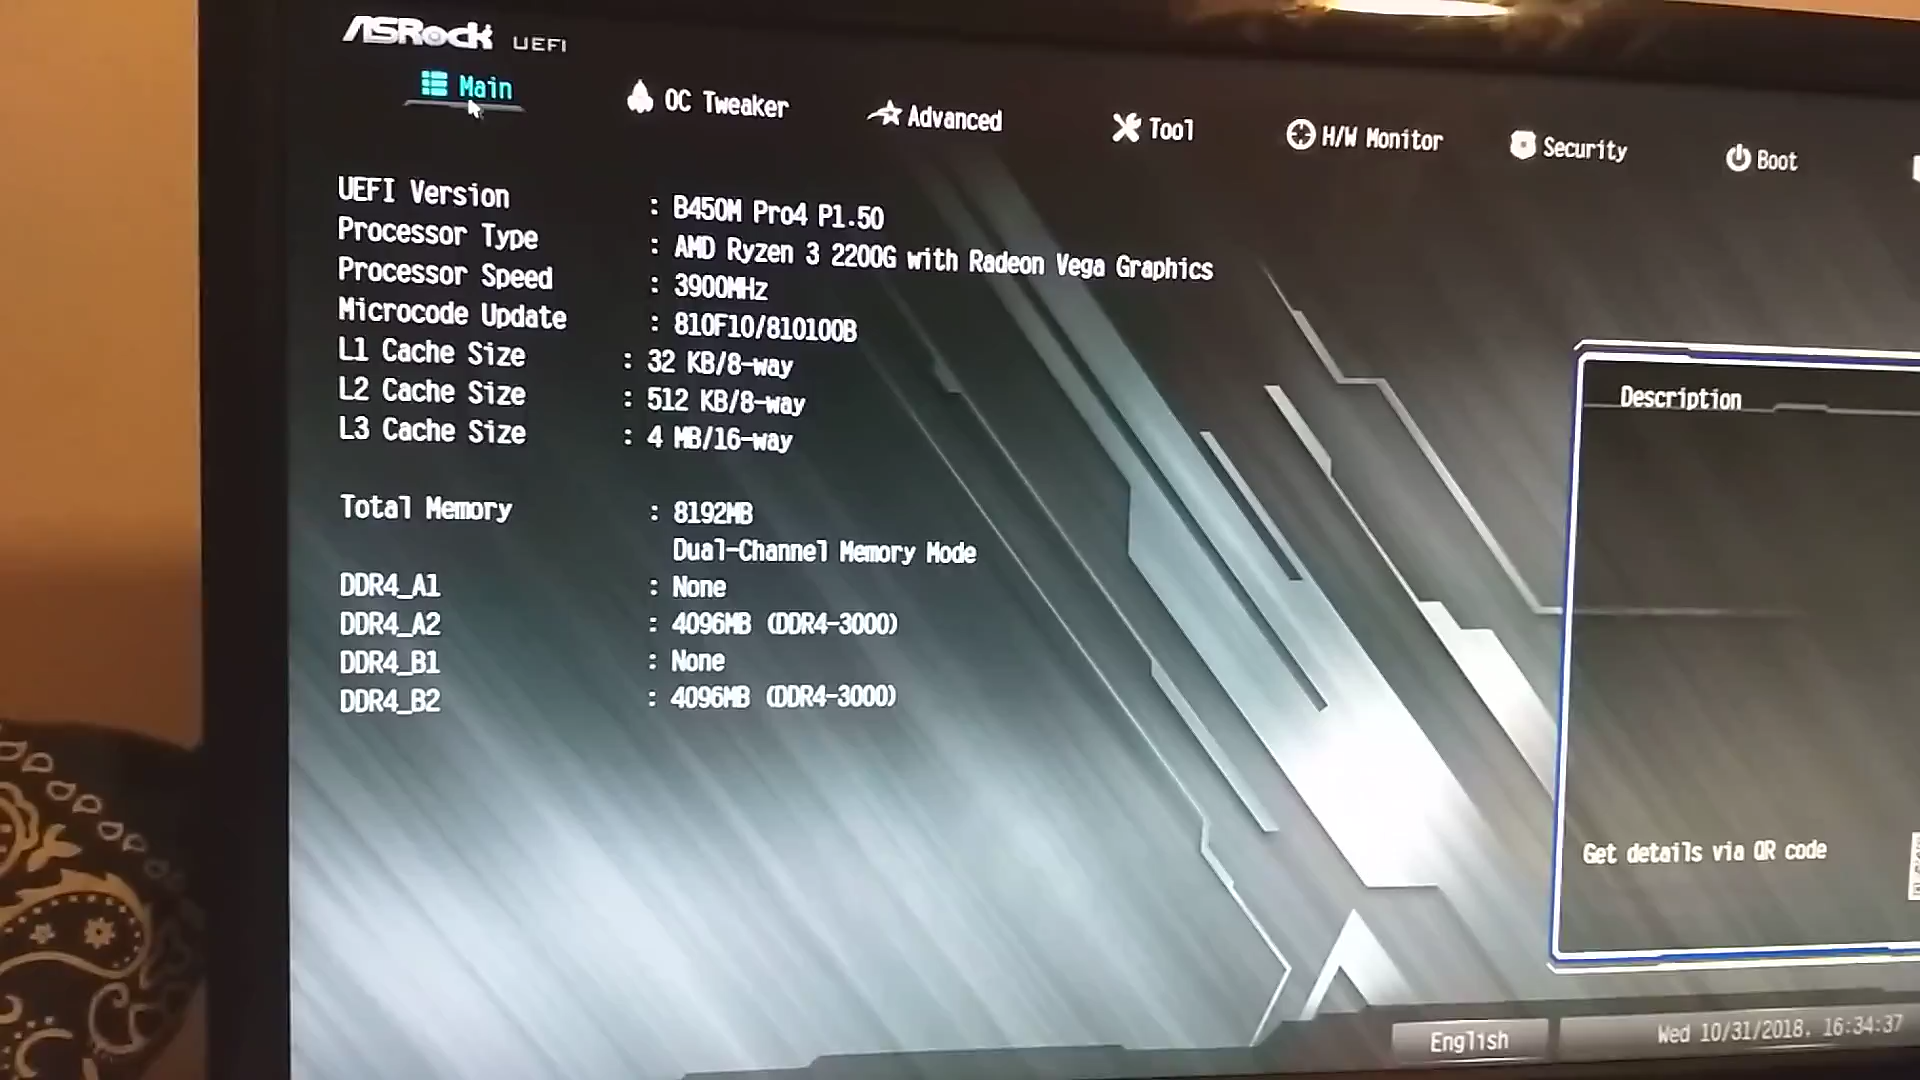 ASRock UEFI
Main OC Tweaker Advanced Tool H/W Monitor Security Boot
UEFI Version : B450M Pro4 P1.50
Processor Type : AMD Ryzen 3 2200G with Radeon Vega Graphics
Processor Speed : 3900MHz
Microcode Update : 810F10/810100B
L1 Cache Size : 32 KB/8-way
L2 Cache Size : 512 KB/8-way
L3 Cache Size : 4 MB/16-way
Total Memory : 8192MB
Dual-Channel Memory Mode
DDR4_A1 : None
DDR4_A2 : 4096MB (DDR4-3000)
DDR4_B1 : None
DDR4_B2 : 4096MB (DDR4-3000)
Description
Get details via QR code
English
Wed 10/31/2018. 16:34:37